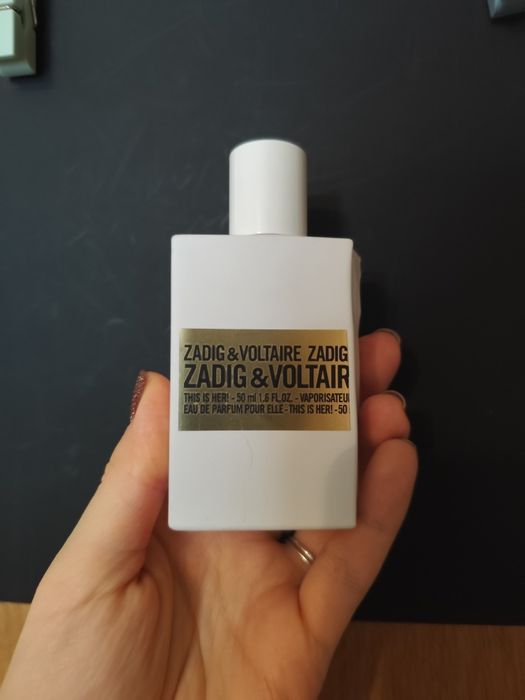 ZADIG & VOLTAIRE ZADIG
ZADIG & VOLTAIR
THIS IS HER! - 50 ml 1.6 FL.OZ. - VAPORISATEU
EAU DE PARFUM POUR ELLE - THIS IS HER! - 50